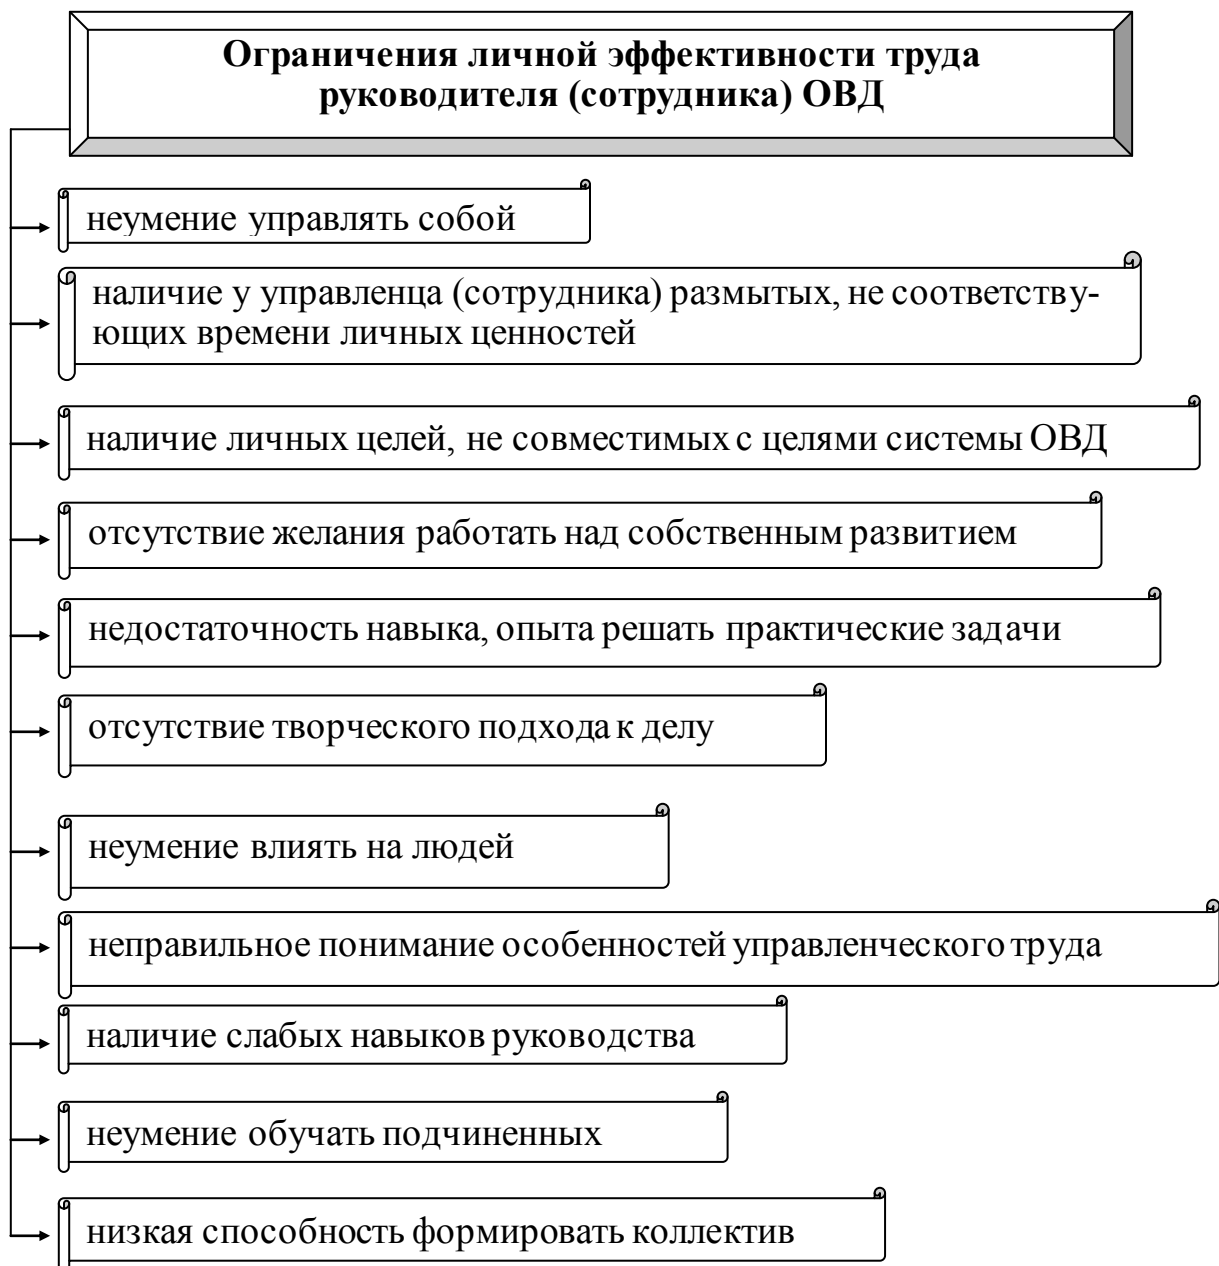 Ограничения личной эффективности труда
руководителя (сотрудника) ОВД
неумение управлять собой
наличие у управленца (сотрудника) размытых, не соответству-
ющих времени личных ценностей
наличие личных целей, не совместимых с целями системы ОВД
отсутствие желания работать над собственным развитием
недостаточность навыка, опыта решать практические задачи
отсутствие творческого подхода к делу
неумение влиять на людей
неправильное понимание особенностей управленческого труда
наличие слабых навыков руководства
неумение обучать подчиненных
низкая способность формировать коллектив